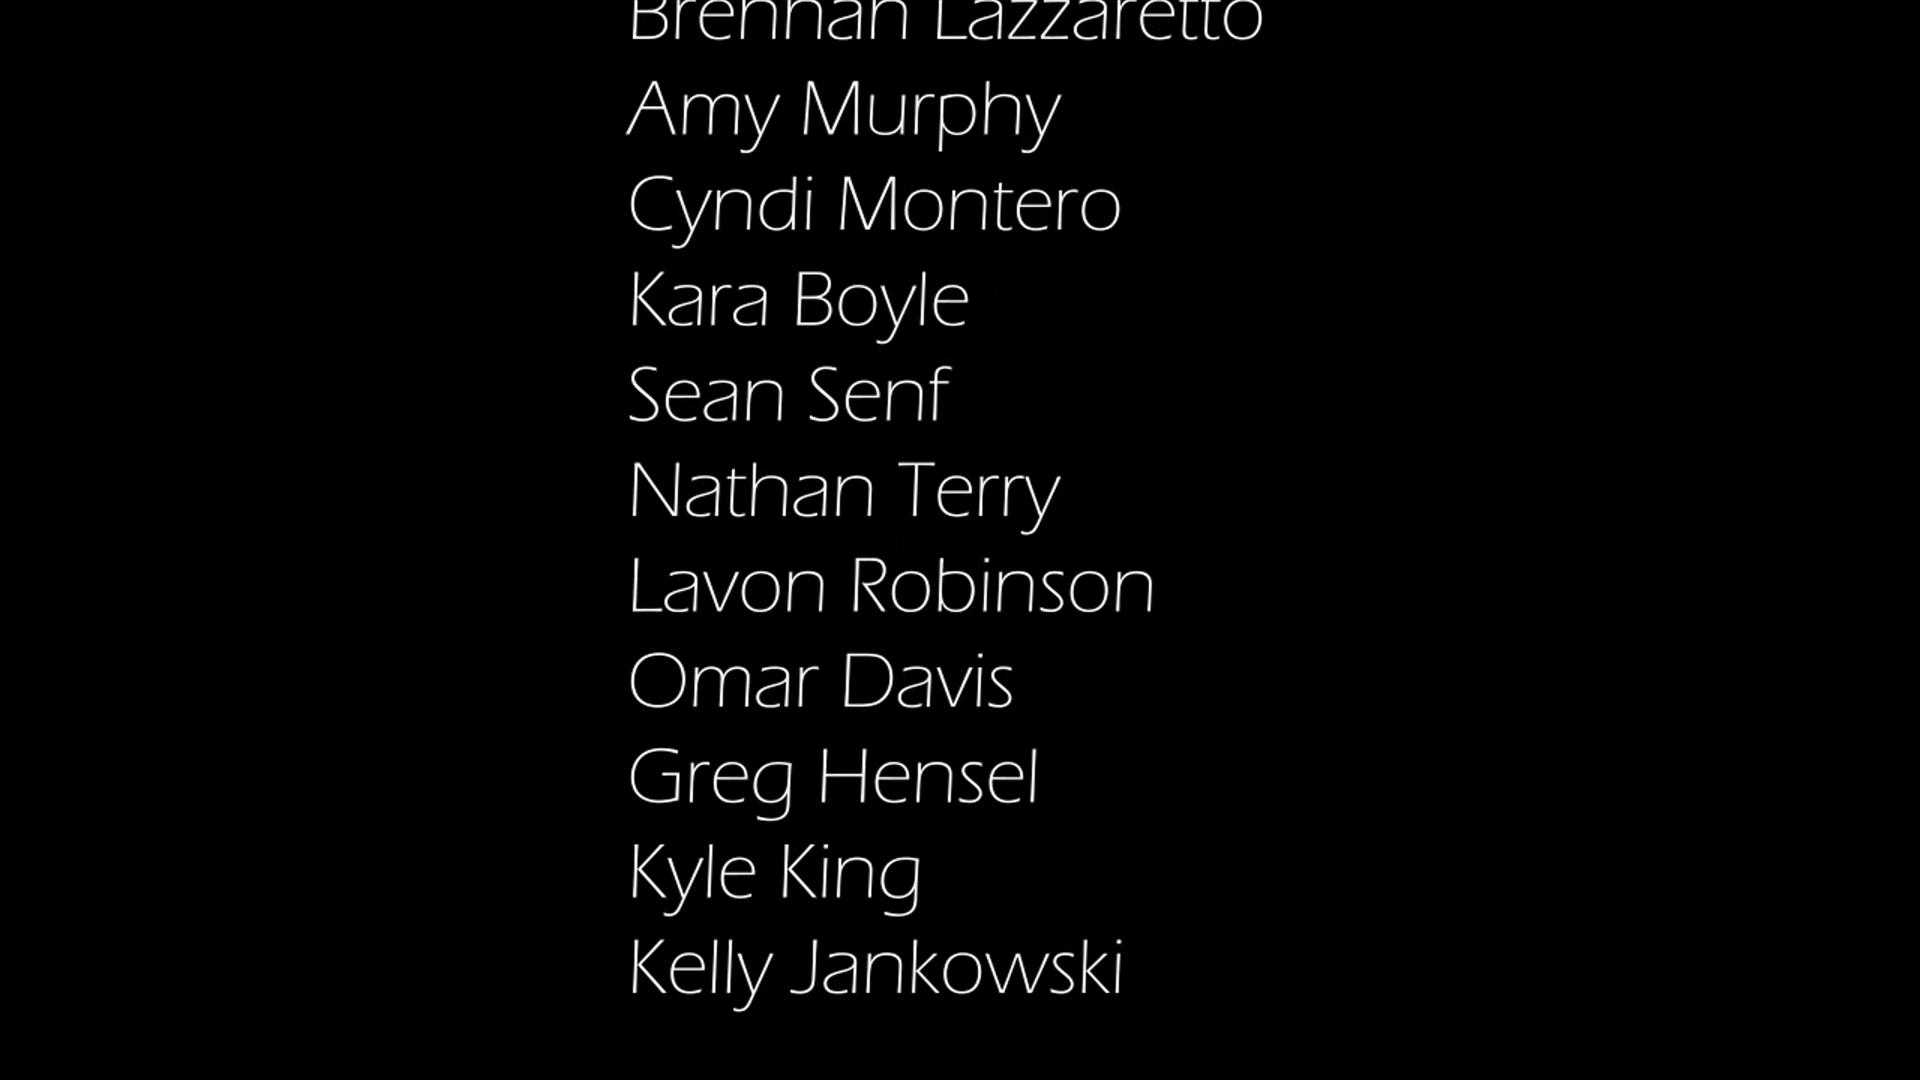 Brennan Lazzaretto
Amy Murphy
Cyndi Montero
Kara Boyle
Sean Senf
Nathan Terry
Lavon Robinson
Omar Davis
Greg Hensel
Kyle King
Kelly Jankowski